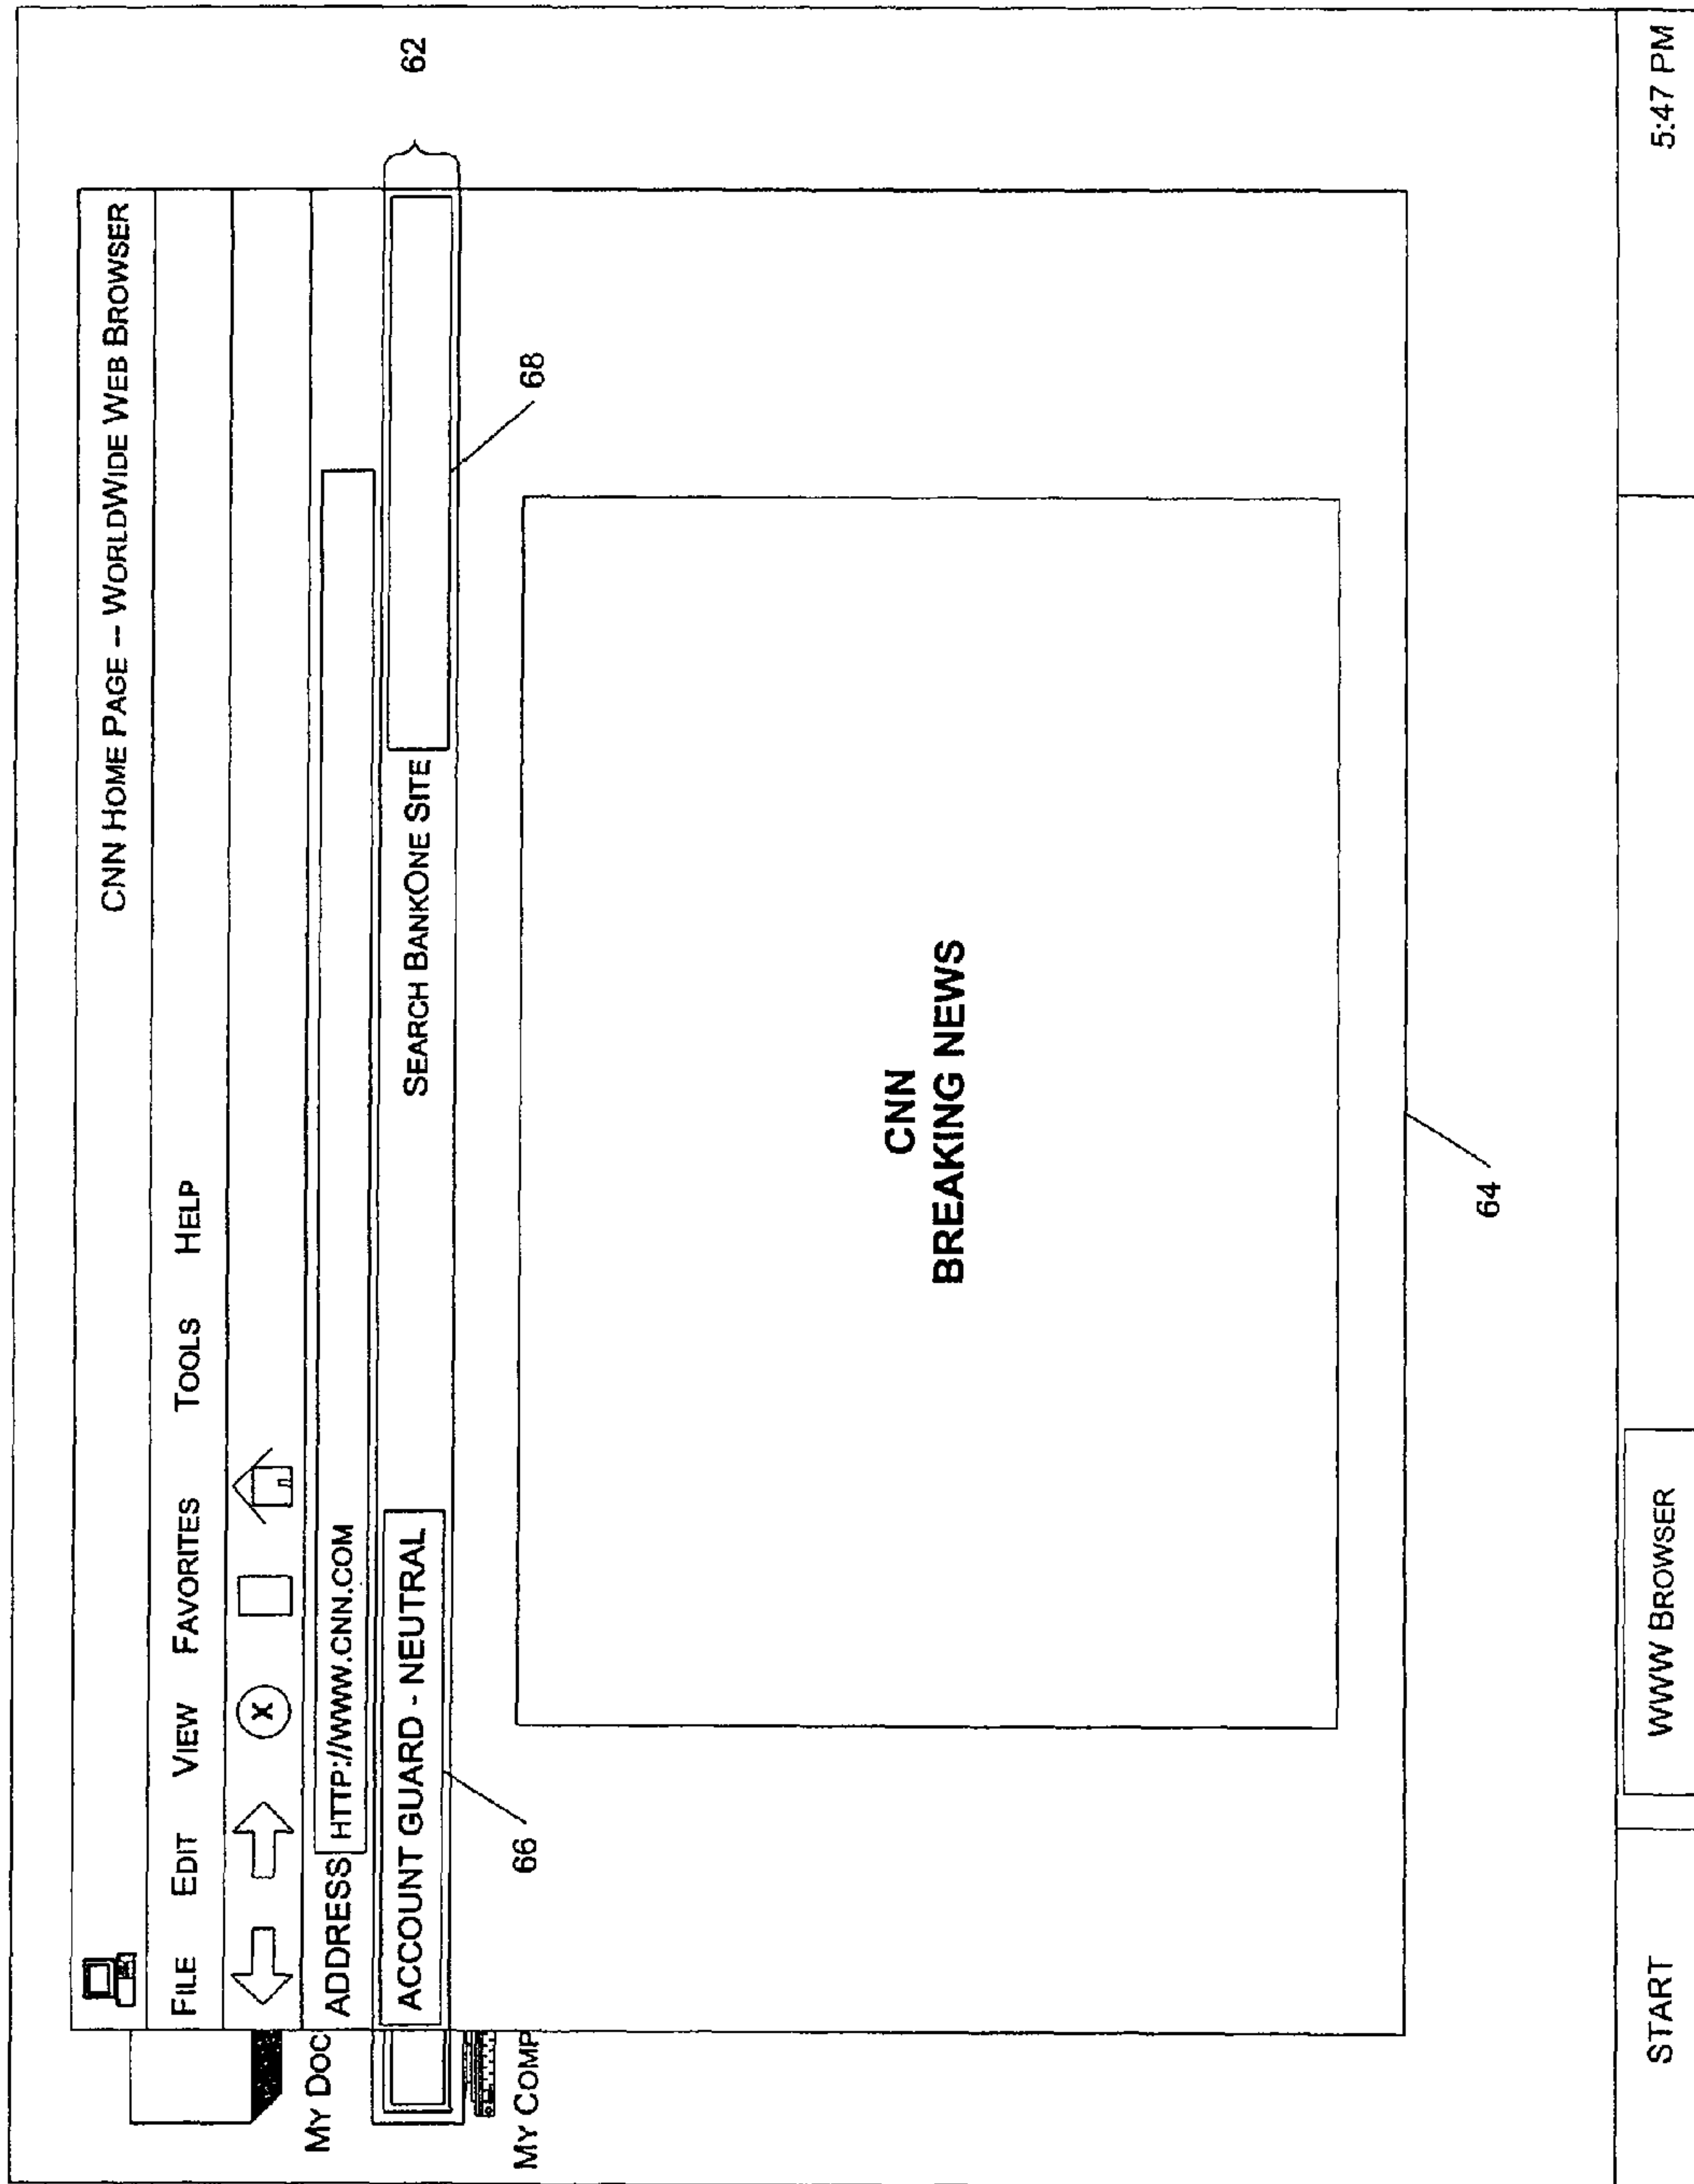 CNN HOME PAGE -- WORLDWIDE WEB BROWSER
FILE EDIT VIEW FAVORITES TOOLS HELP
X
MY DOC
ADDRESS HTTP://WWW.CNN.COM
ACCOUNT GUARD - NEUTRAL SEARCH BANKONE SITE
62
MY COMP
66
68
CNN
BREAKING NEWS
64
START WWW BROWSER 5:47 PM